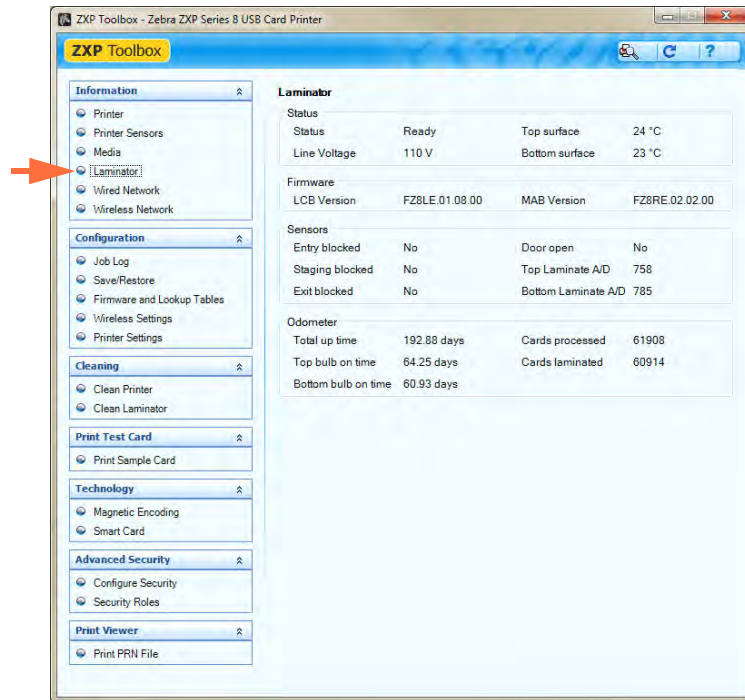 ZXP Toolbox - Zebra ZXP Series 8 USB Card Printer
ZXP Toolbox
?
Information
Printer
Printer Sensors
Media
Laminator
Wired Network
Wireless Network
Configuration
Job Log
Save/Restore
Firmware and Lookup Tables
Wireless Settings
Printer Settings
Cleaning
Clean Printer
Clean Laminator
Print Test Card
Print Sample Card
Technology
Magnetic Encoding
Smart Card
Advanced Security
Configure Security
Security Roles
Print Viewer
Print PRN File
Laminator
Status
Status Ready Top surface 24 °C
Line Voltage 110 V Bottom surface 23 °C
Firmware
LCB Version FZ8LE.01.08.00 MAB Version FZ8RE.02.02.00
Sensors
Entry blocked No Door open No
Staging blocked No Top Laminate A/D 758
Exit blocked No Bottom Laminate A/D 785
Odometer
Total up time 192.88 days Cards processed 61908
Top bulb on time 64.25 days Cards laminated 60914
Bottom bulb on time 60.93 days